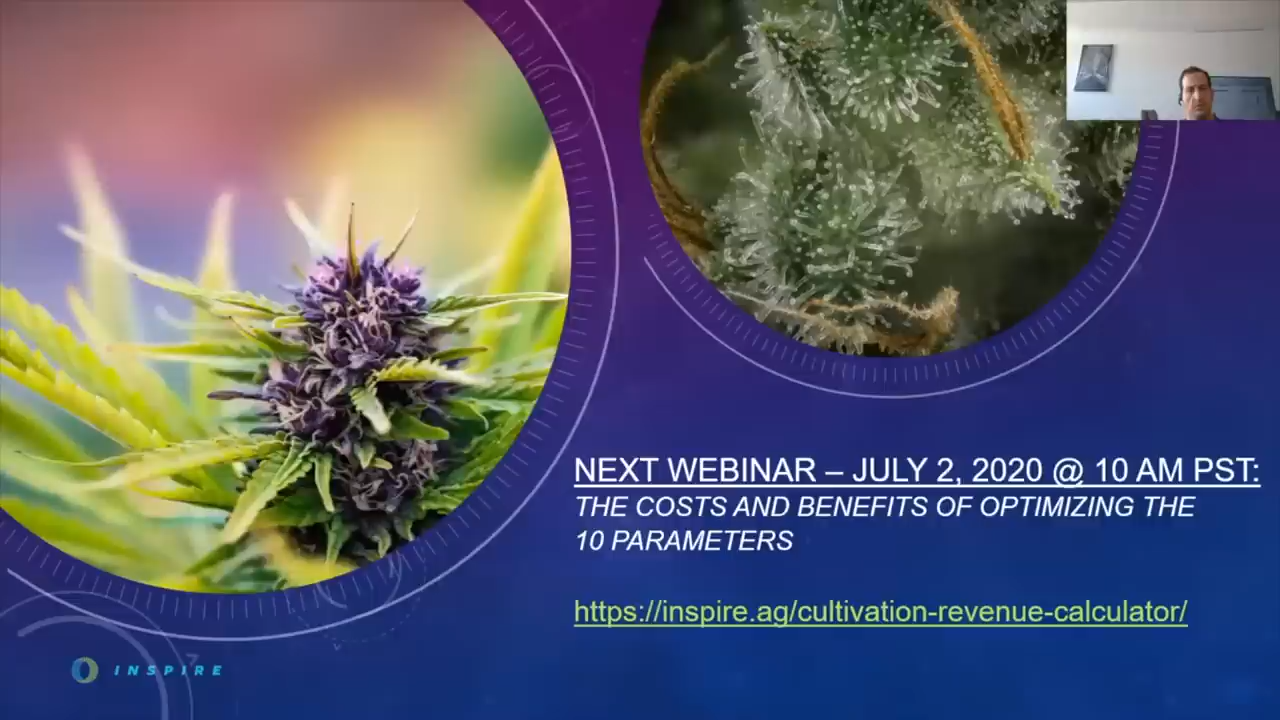 NEXT WEBINAR – JULY 2, 2020 @ 10 AM PST:
THE COSTS AND BENEFITS OF OPTIMIZING THE
10 PARAMETERS
https://inspire.ag/cultivation-revenue-calculator/
INSPIRE